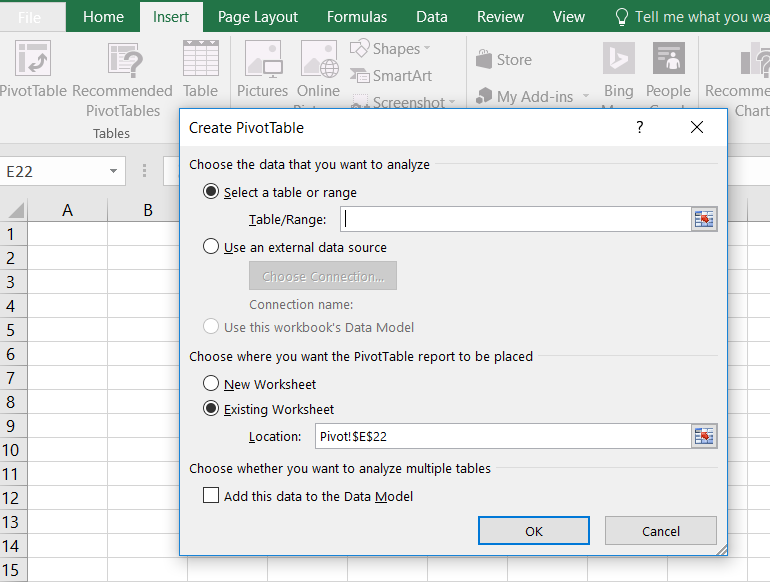 File Home Insert Page Layout Formulas Data Review View Tell me what you wa
PivotTable Recommended PivotTables Table Pictures Online Shapes SmartArt Screenshot Store My Add-ins Bing People Recomme Chart
Tables
E22
A B
1
2
3
4
5
6
7
8
9
10
11
12
13
14
15
Create PivotTable ?
Choose the data that you want to analyze
Select a table or range
Table/Range:
Use an external data source
Choose Connection...
Connection name:
Use this workbook's Data Model
Choose where you want the PivotTable report to be placed
New Worksheet
Existing Worksheet
Location: Pivot!$E$22
Choose whether you want to analyze multiple tables
Add this data to the Data Model
OK Cancel